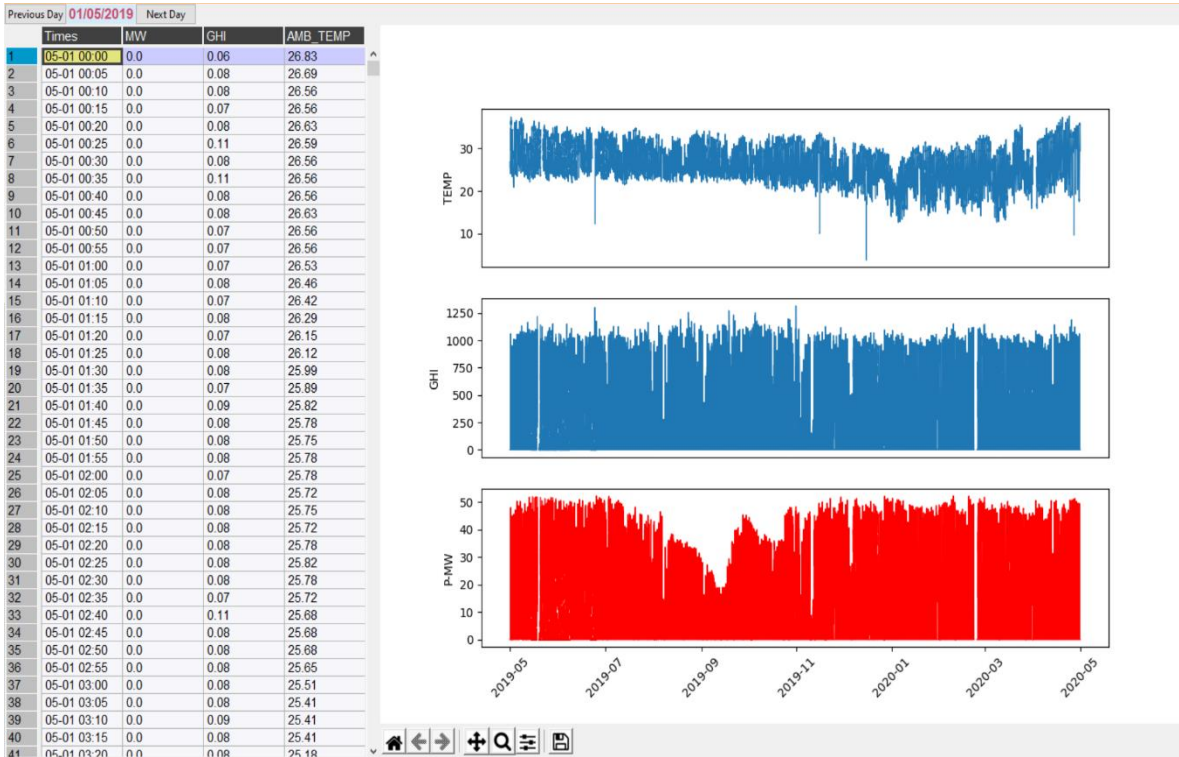 Previous Day 01/05/2019 Next Day
Times MW GHI AMB_TEMP
1 05-01 00:00 0.0 0.06 26.83
2 05-01 00:05 0.0 0.08 26.69
3 05-01 00:10 0.0 0.08 26.56
4 05-01 00:15 0.0 0.07 26.56
5 05-01 00:20 0.0 0.08 26.63
6 05-01 00:25 0.0 0.11 26.59
7 05-01 00:30 0.0 0.08 26.56
8 05-01 00:35 0.0 0.11 26.56
9 05-01 00:40 0.0 0.08 26.56
10 05-01 00:45 0.0 0.08 26.63
11 05-01 00:50 0.0 0.07 26.56
12 05-01 00:55 0.0 0.07 26.56
13 05-01 01:00 0.0 0.07 26.53
14 05-01 01:05 0.0 0.08 26.46
15 05-01 01:10 0.0 0.07 26.42
16 05-01 01:15 0.0 0.08 26.29
17 05-01 01:20 0.0 0.07 26.15
18 05-01 01:25 0.0 0.08 26.12
19 05-01 01:30 0.0 0.08 25.99
20 05-01 01:35 0.0 0.07 25.89
21 05-01 01:40 0.0 0.09 25.82
22 05-01 01:45 0.0 0.08 25.78
23 05-01 01:50 0.0 0.08 25.75
24 05-01 01:55 0.0 0.08 25.78
25 05-01 02:00 0.0 0.07 25.78
26 05-01 02:05 0.0 0.08 25.72
27 05-01 02:10 0.0 0.08 25.75
28 05-01 02:15 0.0 0.08 25.72
29 05-01 02:20 0.0 0.08 25.78
30 05-01 02:25 0.0 0.08 25.82
31 05-01 02:30 0.0 0.08 25.78
32 05-01 02:35 0.0 0.07 25.72
33 05-01 02:40 0.0 0.11 25.68
34 05-01 02:45 0.0 0.08 25.68
35 05-01 02:50 0.0 0.08 25.68
36 05-01 02:55 0.0 0.08 25.65
37 05-01 03:00 0.0 0.08 25.51
38 05-01 03:05 0.0 0.08 25.41
39 05-01 03:10 0.0 0.09 25.41
40 05-01 03:15 0.0 0.08 25.41
41 05-01 03:20 0.0 0.08 25.18
TEMP
30
20
10
GHI
1250
1000
750
500
250
0
P-MW
50
40
30
20
10
0
2019-05 2019-07 2019-09 2019-11 2020-01 2020-03 2020-05